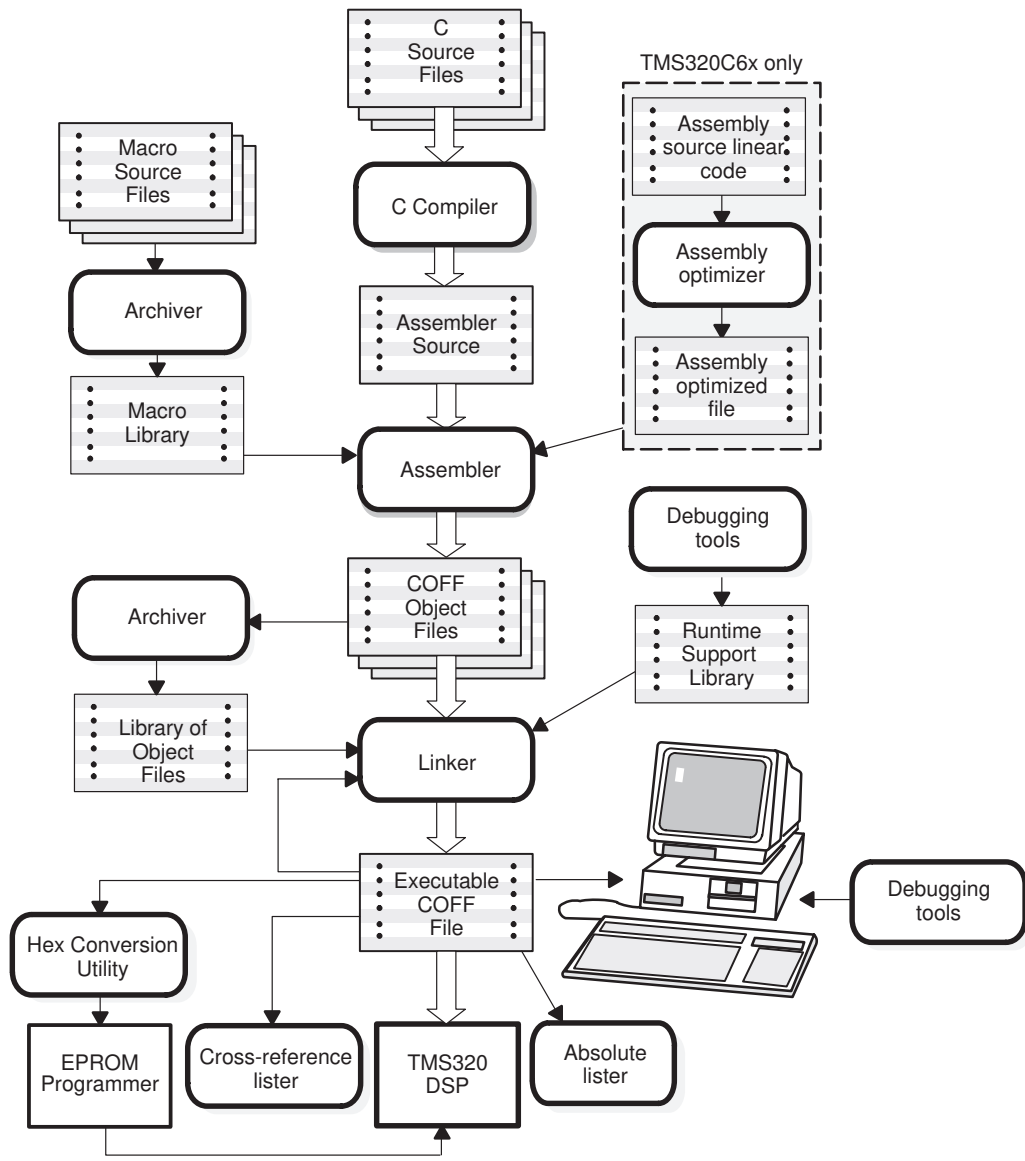 C
Source
Files
TMS320C6x only
Assembly
source linear
code
Macro
Source
Files
C Compiler
Assembly
optimizer
Archiver
Assembler
Source
Assembly
optimized
file
Macro
Library
Assembler
Debugging
tools
COFF
Object
Files
Archiver
Runtime
Support
Library
Library of
Object
Files
Linker
Executable
COFF
File
Debugging
tools
Hex Conversion
Utility
EPROM
Programmer
Cross-reference
lister
TMS320
DSP
Absolute
lister